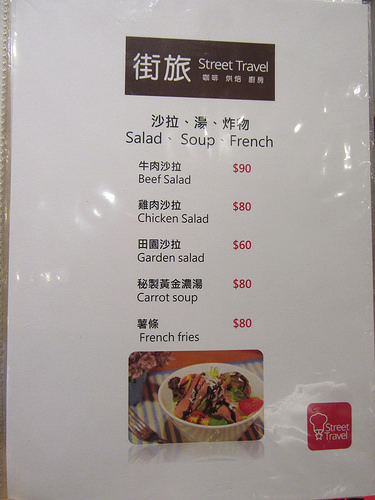 街旅 Street Travel
咖啡 烘焙 廚房
沙拉、湯、炸物
Salad、Soup、French
牛肉沙拉 $90
Beef Salad
雞肉沙拉 $80
Chicken Salad
田園沙拉 $60
Garden salad
秘製黃金濃湯 $80
Carrot soup
薯條 $80
French fries
Street
Travel